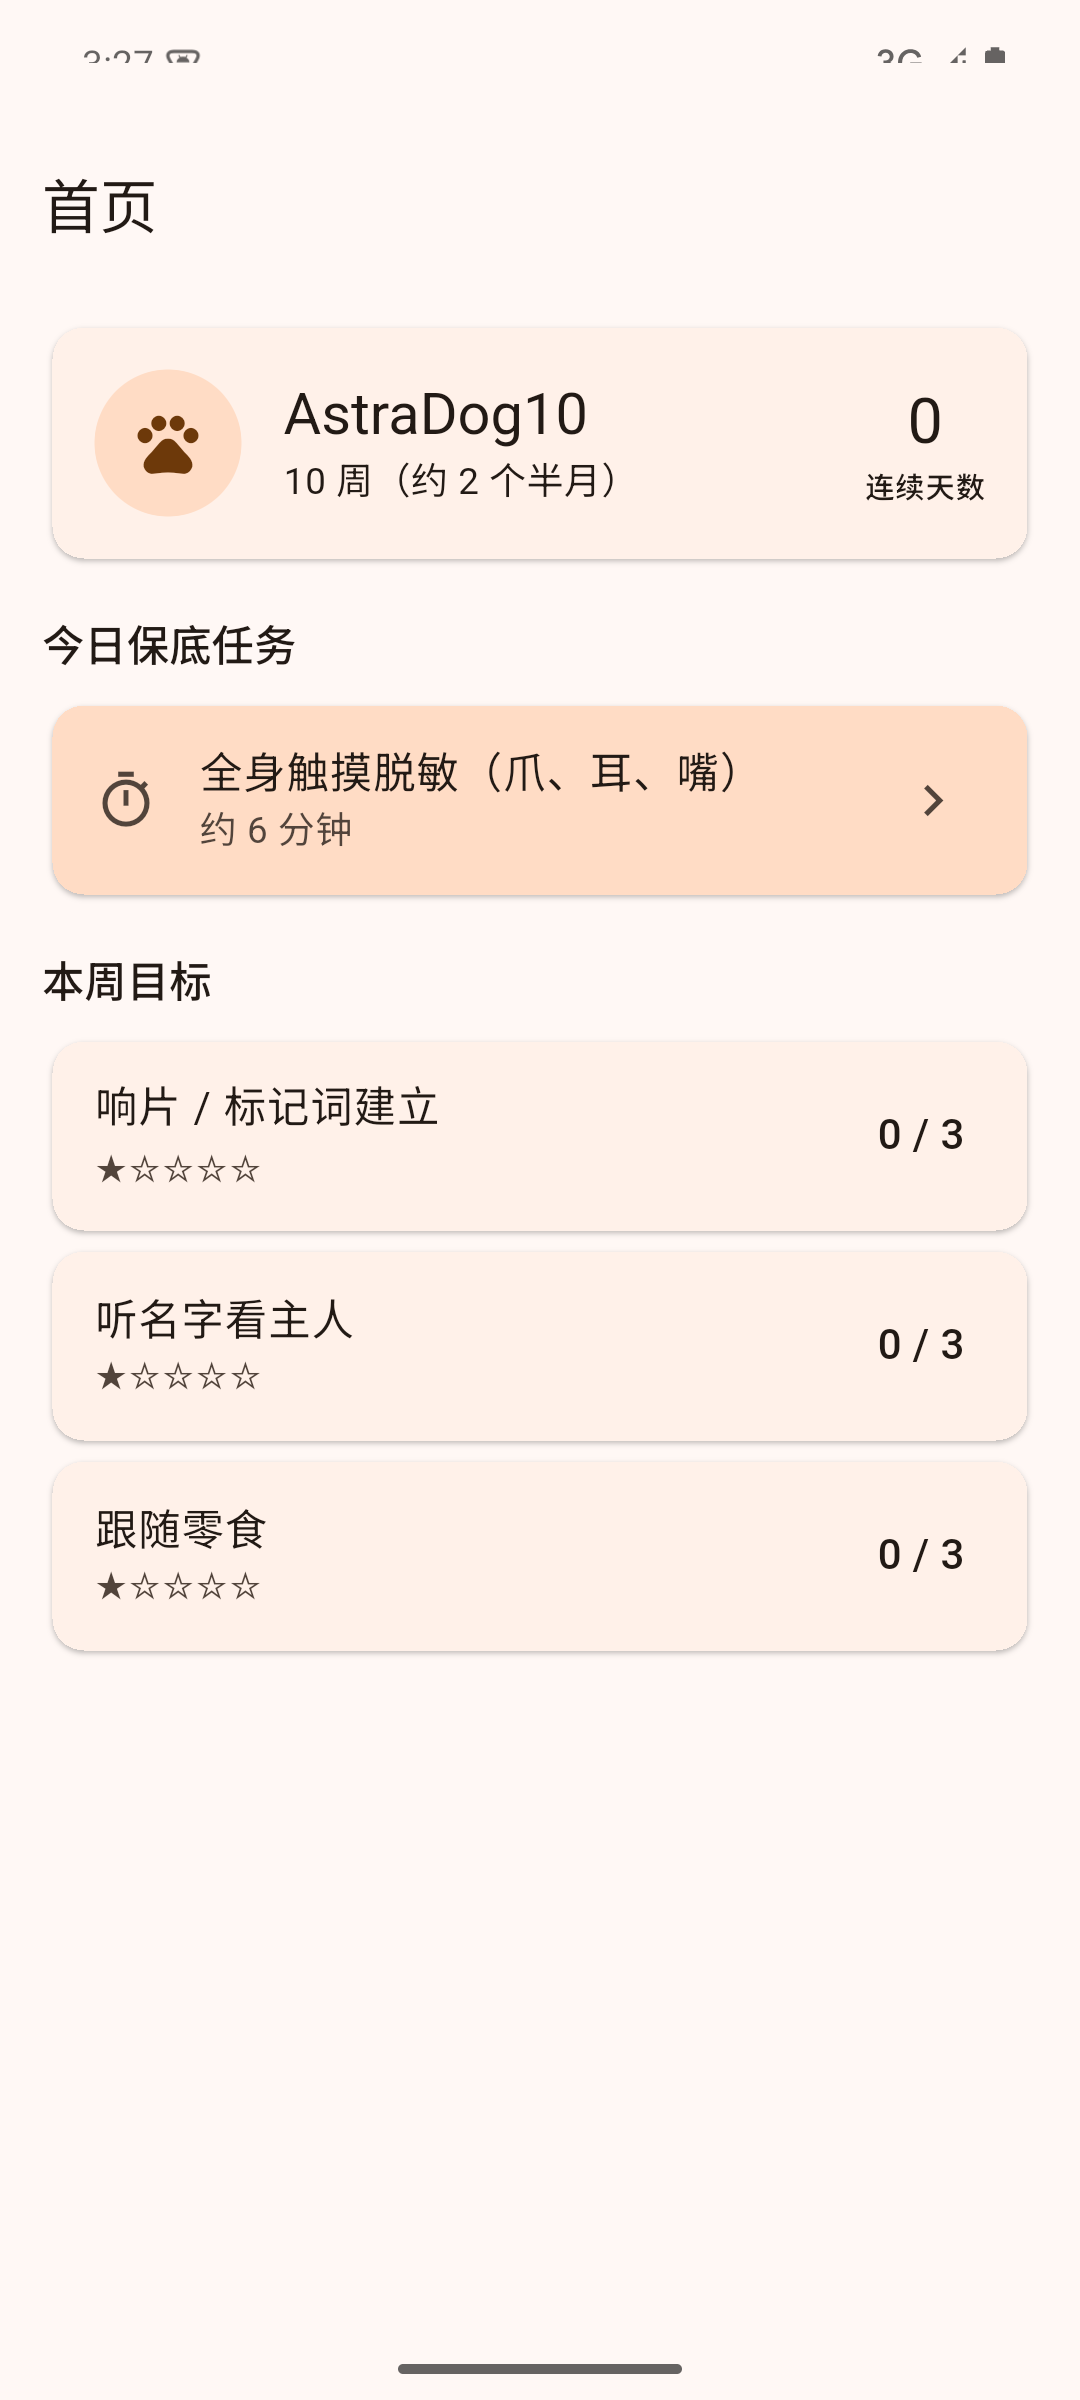 3:27
3G
首页
AstraDog10
10 周（约 2 个半月）
0
连续天数
今日保底任务
全身触摸脱敏（爪、耳、嘴）
约 6 分钟
本周目标
响片 / 标记词建立
★☆☆☆☆
0 / 3
听名字看主人
★☆☆☆☆
0 / 3
跟随零食
★☆☆☆☆
0 / 3